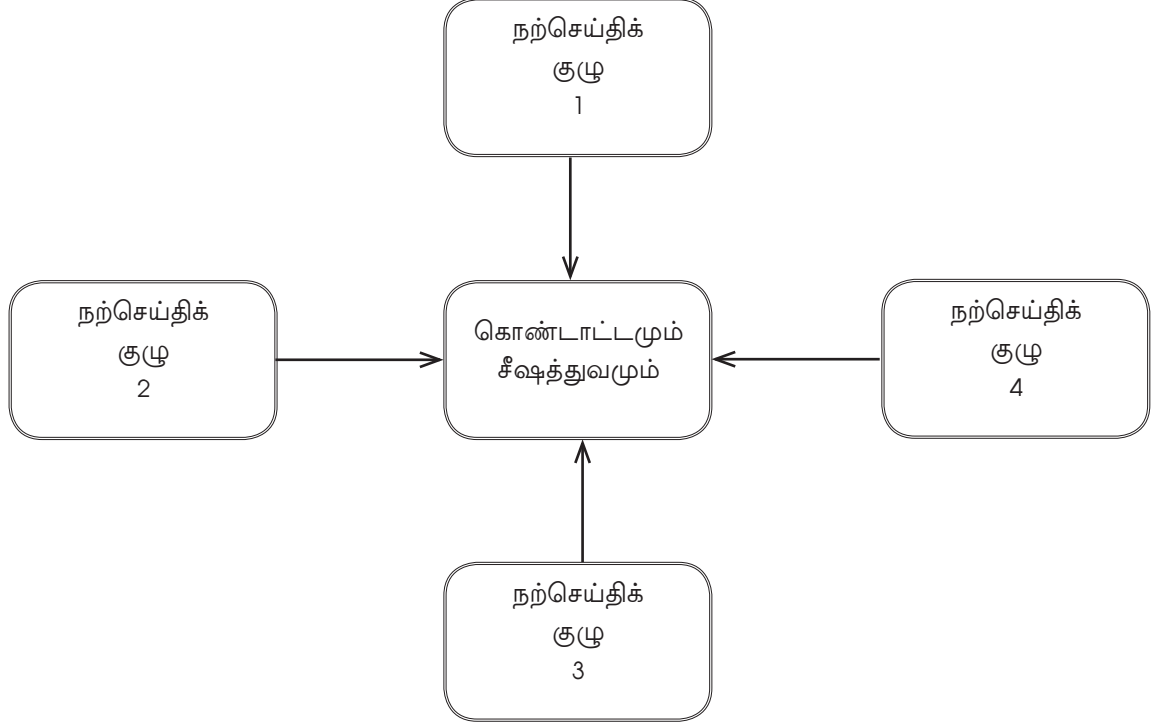 நற்செய்திக்
குழு
1
நற்செய்திக்
குழு
2
கொண்டாட்டமும்
சீஷத்துவமும்
நற்செய்திக்
குழு
4
நற்செய்திக்
குழு
3